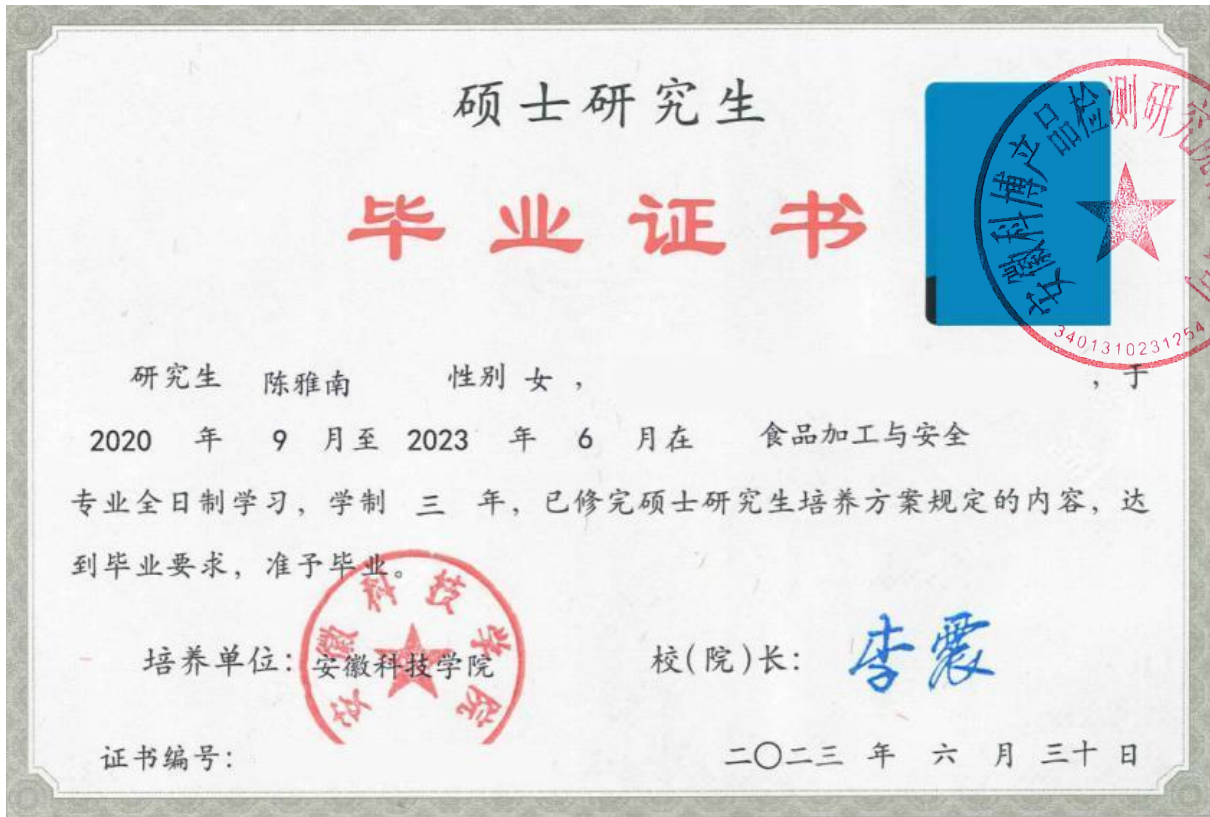 硕士研究生
毕业证书
研究生 陈雅南 性别 女 , , 于
2020 年 9 月至 2023 年 6 月在 食品加工与安全
专业全日制学习, 学制 三 年, 已修完硕士研究生培养方案规定的内容, 达
到毕业要求, 准予毕业。
培养单位: 安徽科技学院
校(院)长: 李震
证书编号:
二〇二三 年 六 月 三十 日
安徽科技学院
安徽科博产品检测研究院
3401310231254